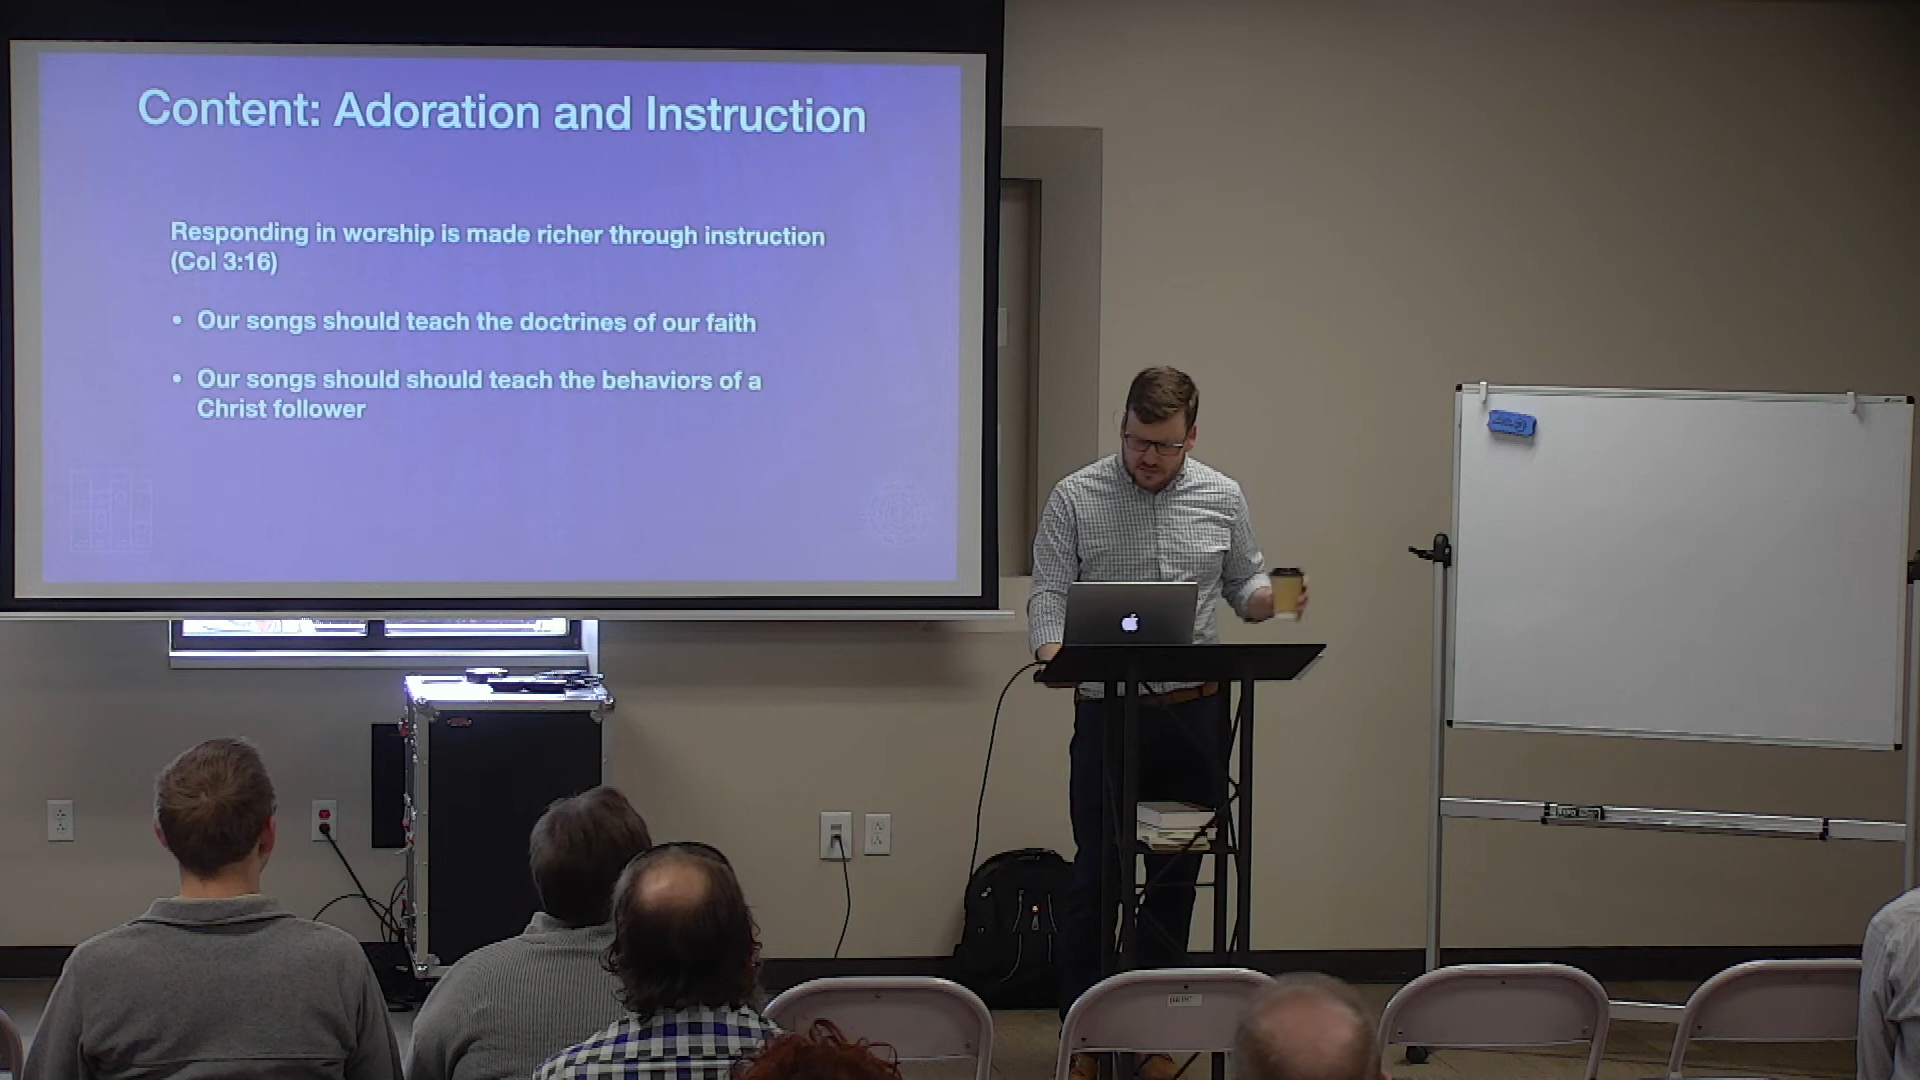 Content: Adoration and Instruction
Responding in worship is made richer through instruction
(Col 3:16)
• Our songs should teach the doctrines of our faith
• Our songs should should teach the behaviors of a
Christ follower